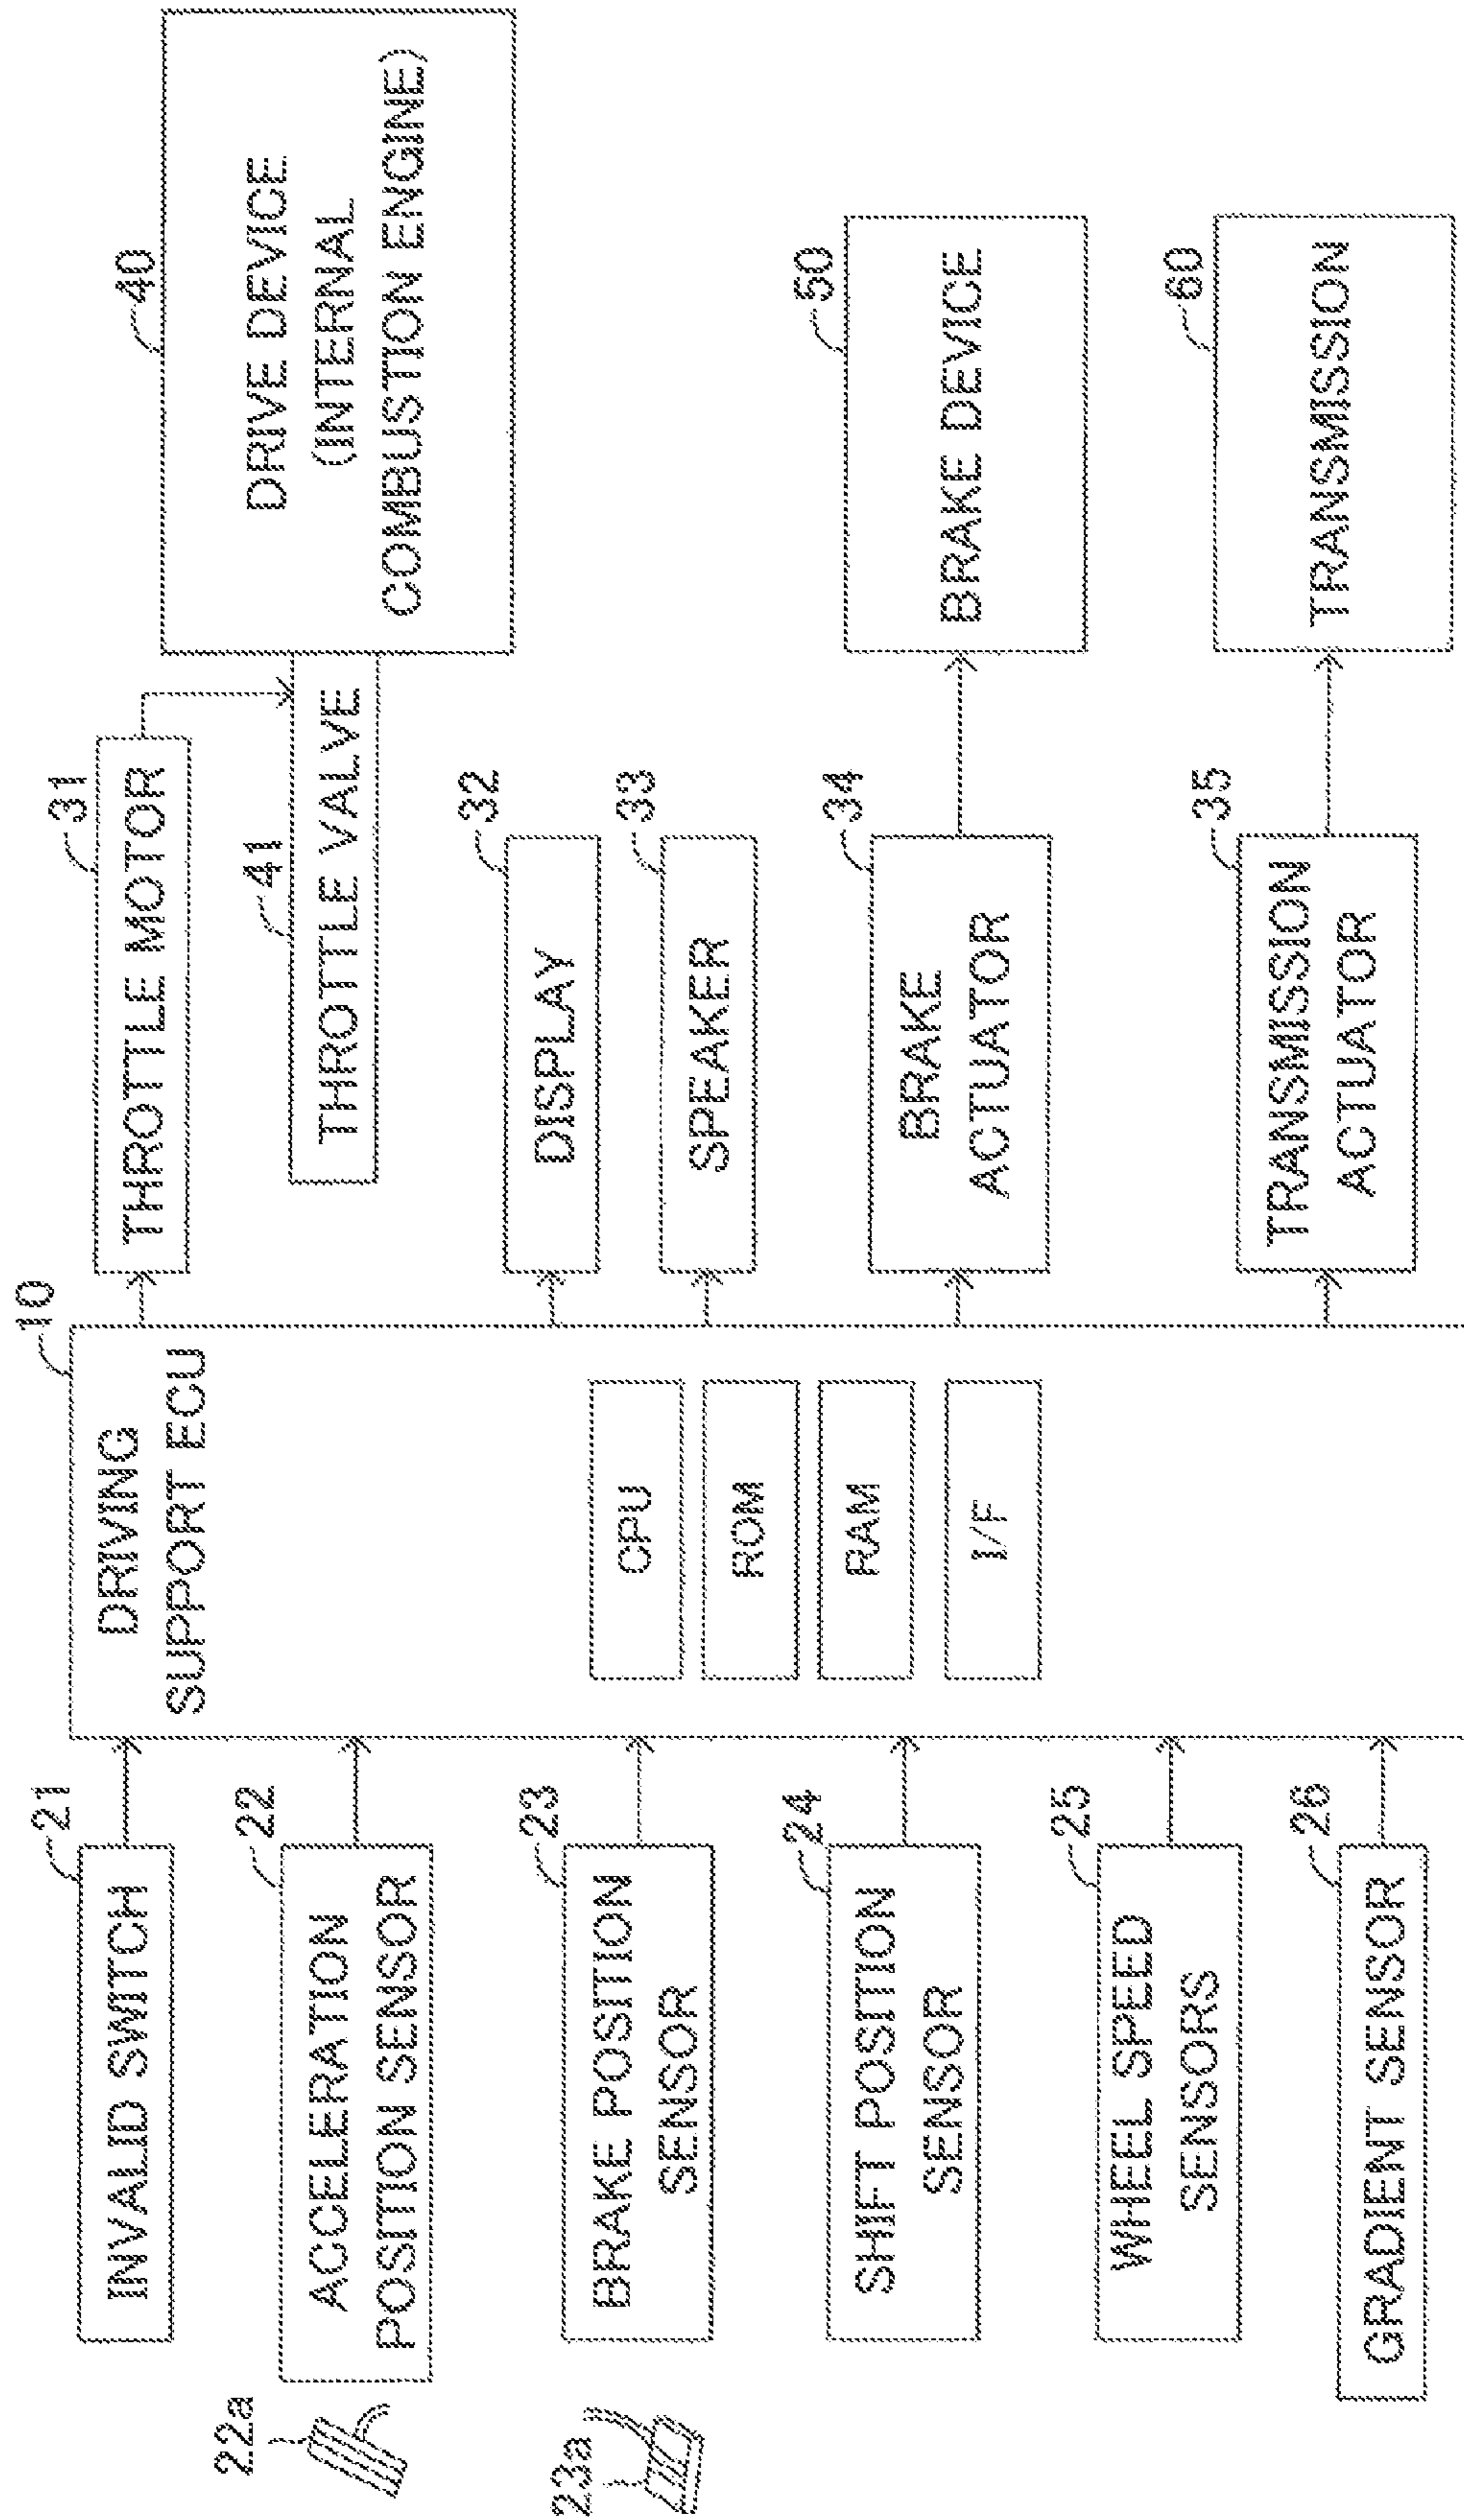 10
DRIVING
SUPPORT ECU
CPU
ROM
RAM
I/F
21
INVALID SWITCH
22
ACCELERATION
POSITION SENSOR
22a
23
BRAKE POSITION
SENSOR
23a
24
SHIFT POSITION
SENSOR
25
WHEEL SPEED
SENSORS
26
GRADIENT SENSOR
31
THROTTLE MOTOR
41
THROTTLE VALVE
40
DRIVE DEVICE
(INTERNAL
COMBUSTION ENGINE)
32
DISPLAY
33
SPEAKER
34
BRAKE
ACTUATOR
50
BRAKE DEVICE
35
TRANSMISSION
ACTUATOR
60
TRANSMISSION